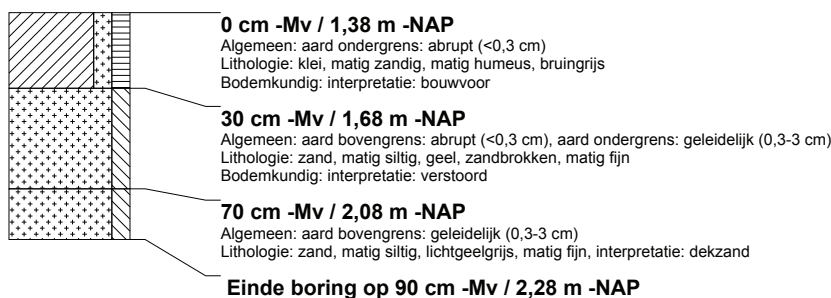 0 cm -Mv / 1,38 m -NAP
Algemeen: aard ondergrens: abrupt (<0,3 cm)
Lithologie: klei, matig zandig, matig humeus, bruingrijs
Bodemkundig: interpretatie: bouwvoor
30 cm -Mv / 1,68 m -NAP
Algemeen: aard bovengrens: abrupt (<0,3 cm), aard ondergrens: geleidelijk (0,3-3 cm)
Lithologie: zand, matig siltig, geel, zandbrokken, matig fijn
Bodemkundig: interpretatie: verstoord
70 cm -Mv / 2,08 m -NAP
Algemeen: aard bovengrens: geleidelijk (0,3-3 cm)
Lithologie: zand, matig siltig, lichtgeelgrijs, matig fijn, interpretatie: dekzand
Einde boring op 90 cm -Mv / 2,28 m -NAP